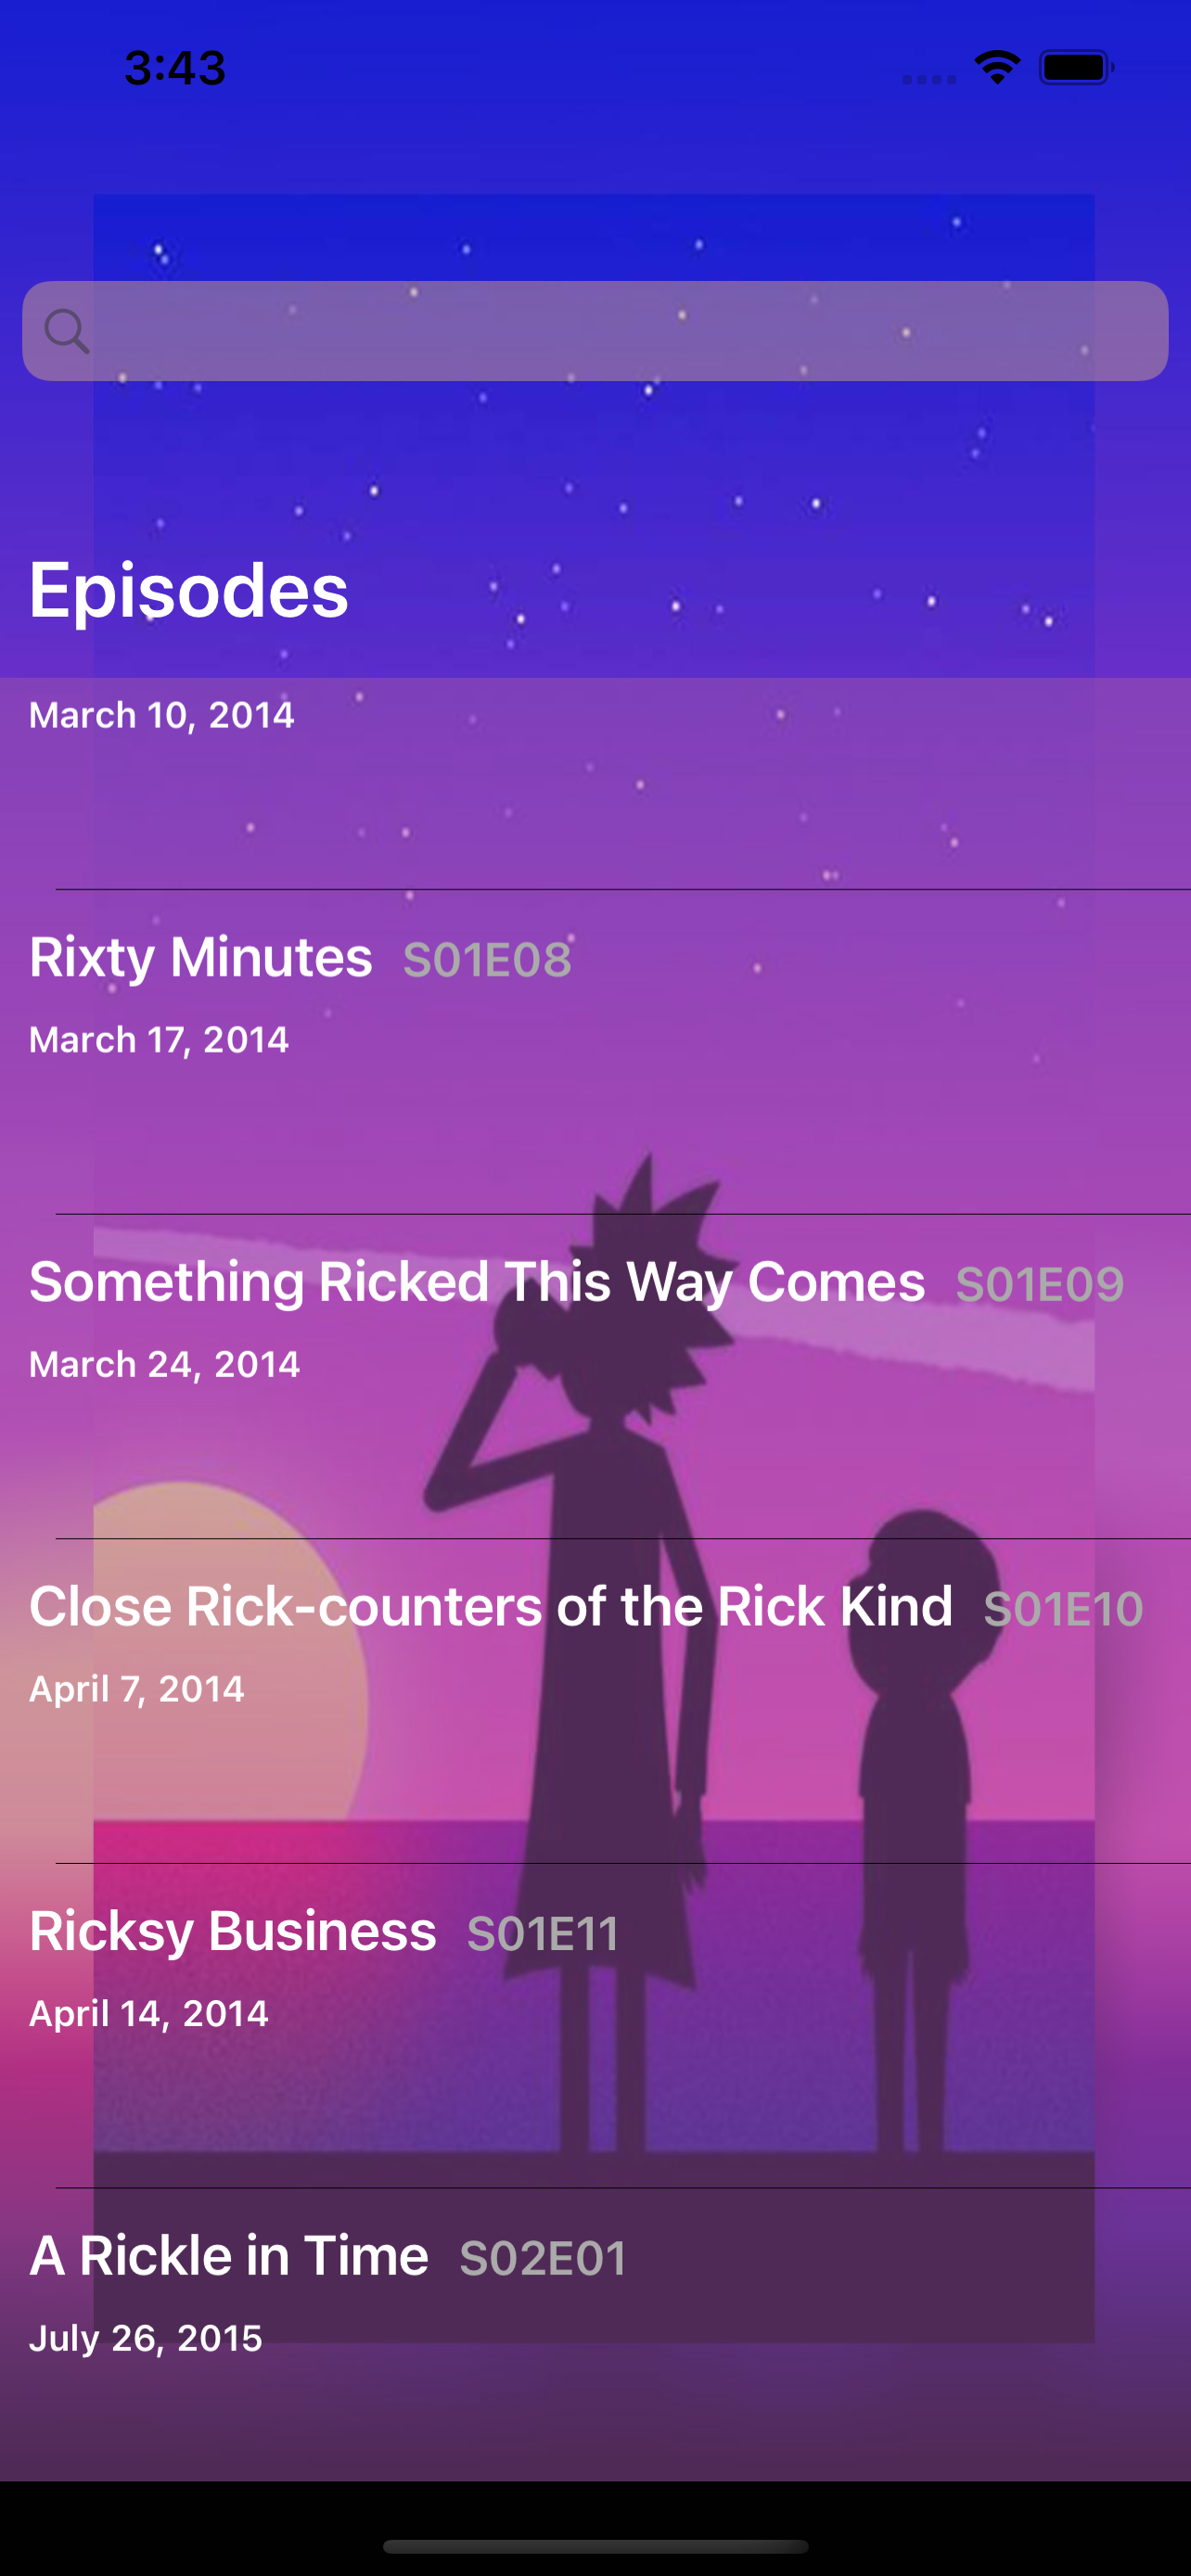 3:43
Episodes
March 10, 2014
Rixty Minutes S01E08
March 17, 2014
Something Ricked This Way Comes S01E09
March 24, 2014
Close Rick-counters of the Rick Kind S01E10
April 7, 2014
Ricksy Business S01E11
April 14, 2014
A Rickle in Time S02E01
July 26, 2015